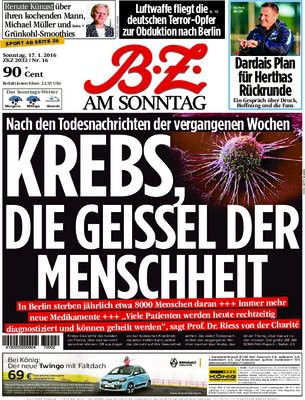 Renate Künast über
ihren kochenden Mann,
Michael Müller und
Grünkohl-Smoothies
SPORT AB SEITE 26
Luftwaffe fliegt die
deutschen Terror-Opfer
zur Obduktion nach Berlin
Sonntag, 17. 1. 2016
Nr. 16
90 Cent
Das Sonntags-Wetter
Morgens
Mittags
Abends
B.Z.
AM SONNTAG
Dardais Plan
für Herthas
Rückrunde
Ein Gespräch über Druck,
Hoffnung und die Fans
Nach den Todesnachrichten der vergangenen Wochen
KREBS,
DIE GEISSEL DER
MENSCHHEIT
In Berlin sterben jährlich etwa 8000 Menschen daran +++ Immer mehr
neue Medikamente +++ „Viele Patienten werden heute rechtzeitig
diagnostiziert und können geheilt werden“, sagt Prof. Dr. Riess von der Charité
Bei König:
Der neue Twingo mit Faltdach
69 €
RENAULT
KÖNIG